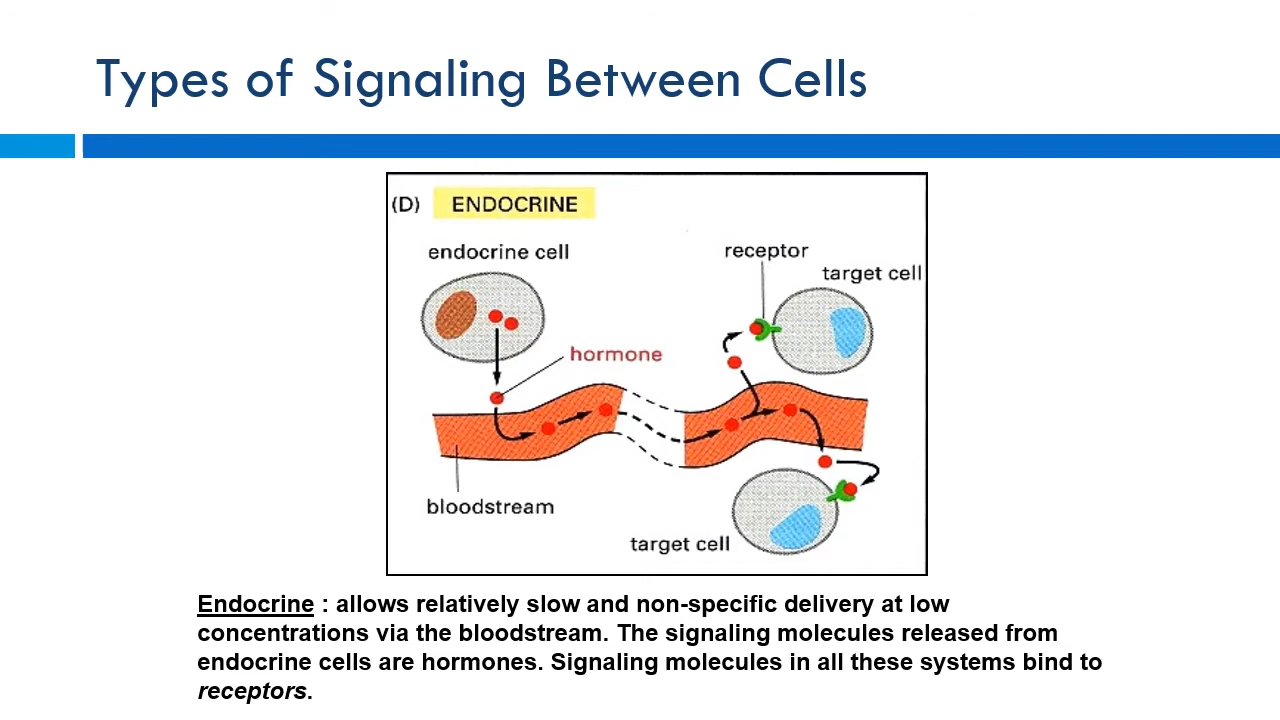 Types of Signaling Between Cells
(D) ENDOCRINE
endocrine cell
receptor
target cell
hormone
bloodstream
target cell
Endocrine : allows relatively slow and non-specific delivery at low
concentrations via the bloodstream. The signaling molecules released from
endocrine cells are hormones. Signaling molecules in all these systems bind to
receptors.